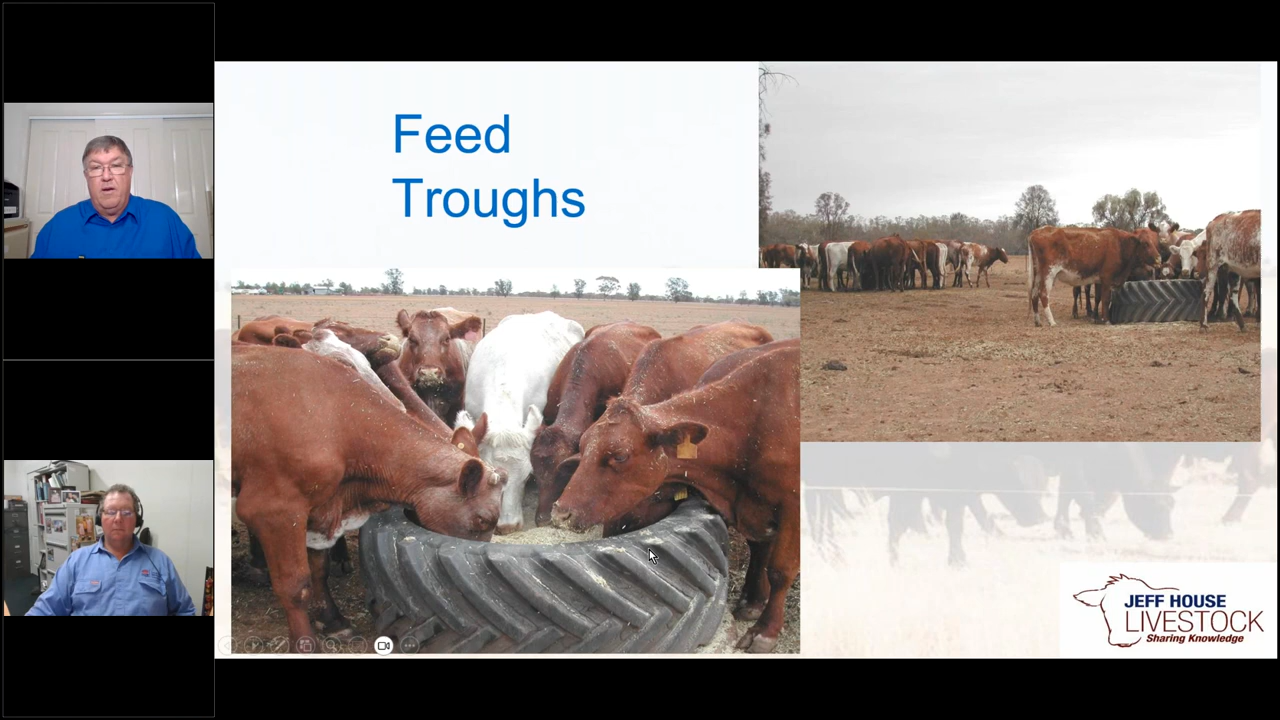 Feed
Troughs
JEFF HOUSE
LIVESTOCK
Sharing Knowledge